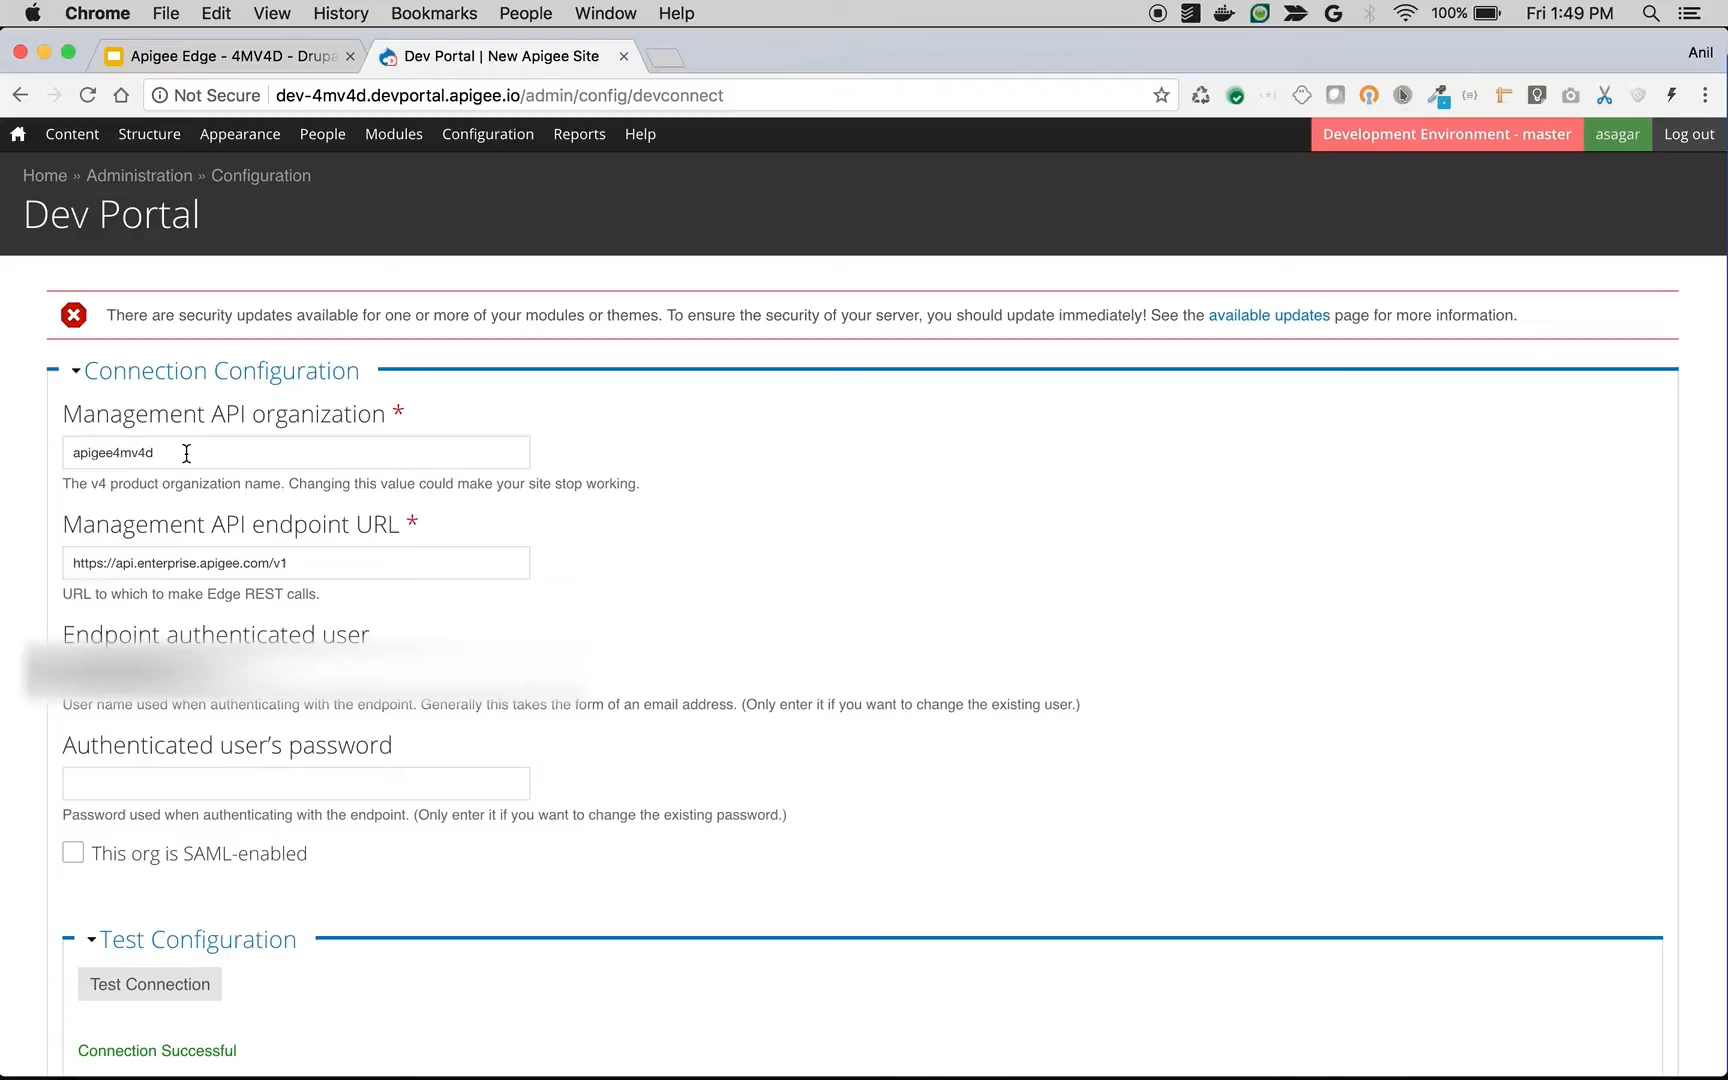 Chrome File Edit View History Bookmarks People Window Help 100% Fri 1:49 PM
Apigee Edge - 4MV4D - Drupa Dev Portal | New Apigee Site Anil
Not Secure dev-4mv4d.devportal.apigee.io/admin/config/devconnect
Content Structure Appearance People Modules Configuration Reports Help Development Environment - master asagar Log out
Home » Administration » Configuration
Dev Portal
There are security updates available for one or more of your modules or themes. To ensure the security of your server, you should update immediately! See the available updates page for more information.
Connection Configuration
Management API organization *
apigee4mv4d
The v4 product organization name. Changing this value could make your site stop working.
Management API endpoint URL *
https://api.enterprise.apigee.com/v1
URL to which to make Edge REST calls.
Endpoint authenticated user
User name used when authenticating with the endpoint. Generally this takes the form of an email address. (Only enter it if you want to change the existing user.)
Authenticated user's password
Password used when authenticating with the endpoint. (Only enter it if you want to change the existing password.)
This org is SAML-enabled
Test Configuration
Test Connection
Connection Successful